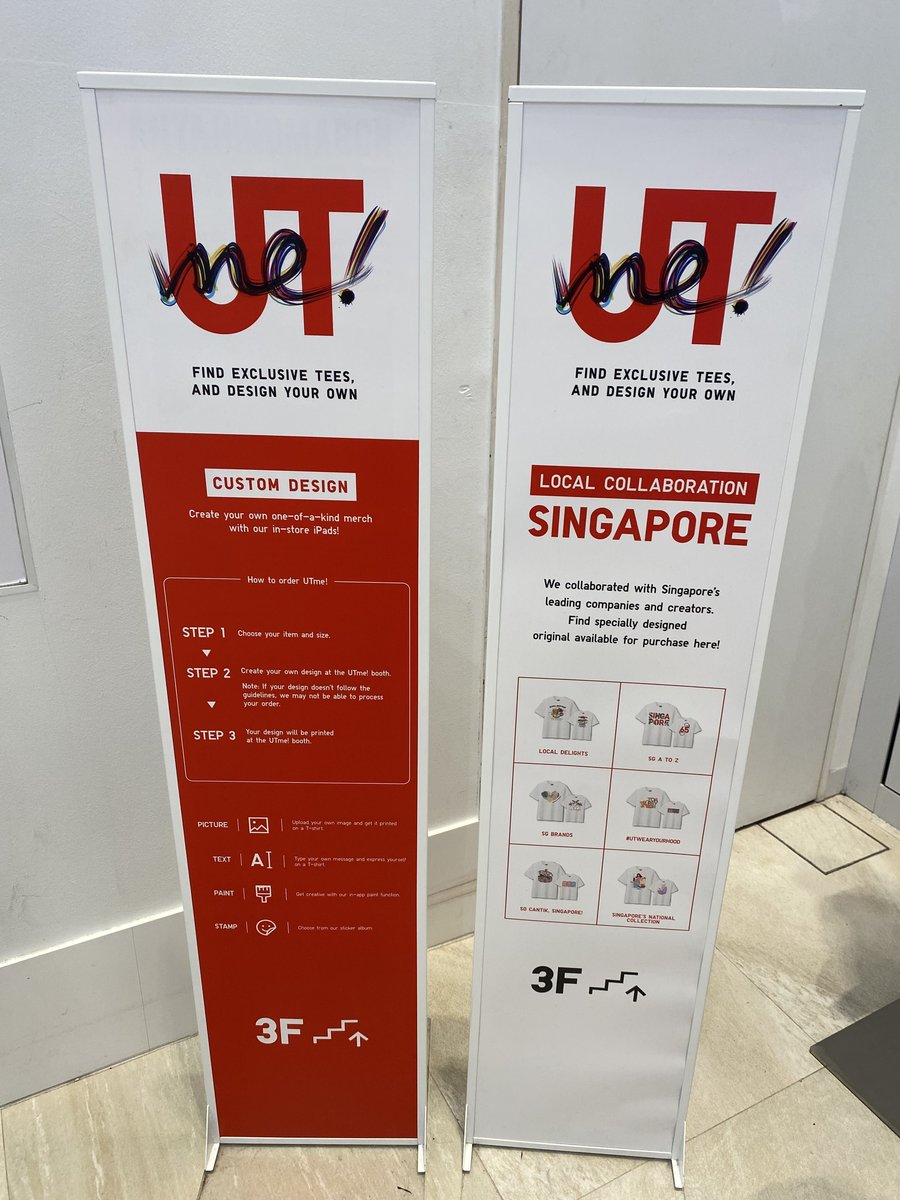 UT
me!
FIND EXCLUSIVE TEES,
AND DESIGN YOUR OWN
CUSTOM DESIGN
Create your own one-of-a-kind merch
with our in-store iPads!
How to order UTme!
STEP 1 Choose your item and size.
STEP 2 Create your own design at the UTme! booth.
Note: If your design doesn't follow the
guidelines, we may not be able to process
your order.
STEP 3 Your design will be printed
at the UTme! booth.
PICTURE Upload your own image and get it printed
on a T-shirt.
TEXT A Type your own message and express yourself
on a T-shirt.
PAINT Get creative with our in-app paint function.
STAMP Choose from our sticker album.
3F
UT
me!
FIND EXCLUSIVE TEES,
AND DESIGN YOUR OWN
LOCAL COLLABORATION
SINGAPORE
We collaborated with Singapore's
leading companies and creators.
Find specially designed
original available for purchase here!
LOCAL DELIGHTS
SINGA
PORE
SG A TO Z
SG BRANDS
#UTWEARYOURHOOD
SG CANTIK, SINGAPORE!
SINGAPORE'S NATIONAL
COLLECTION
3F